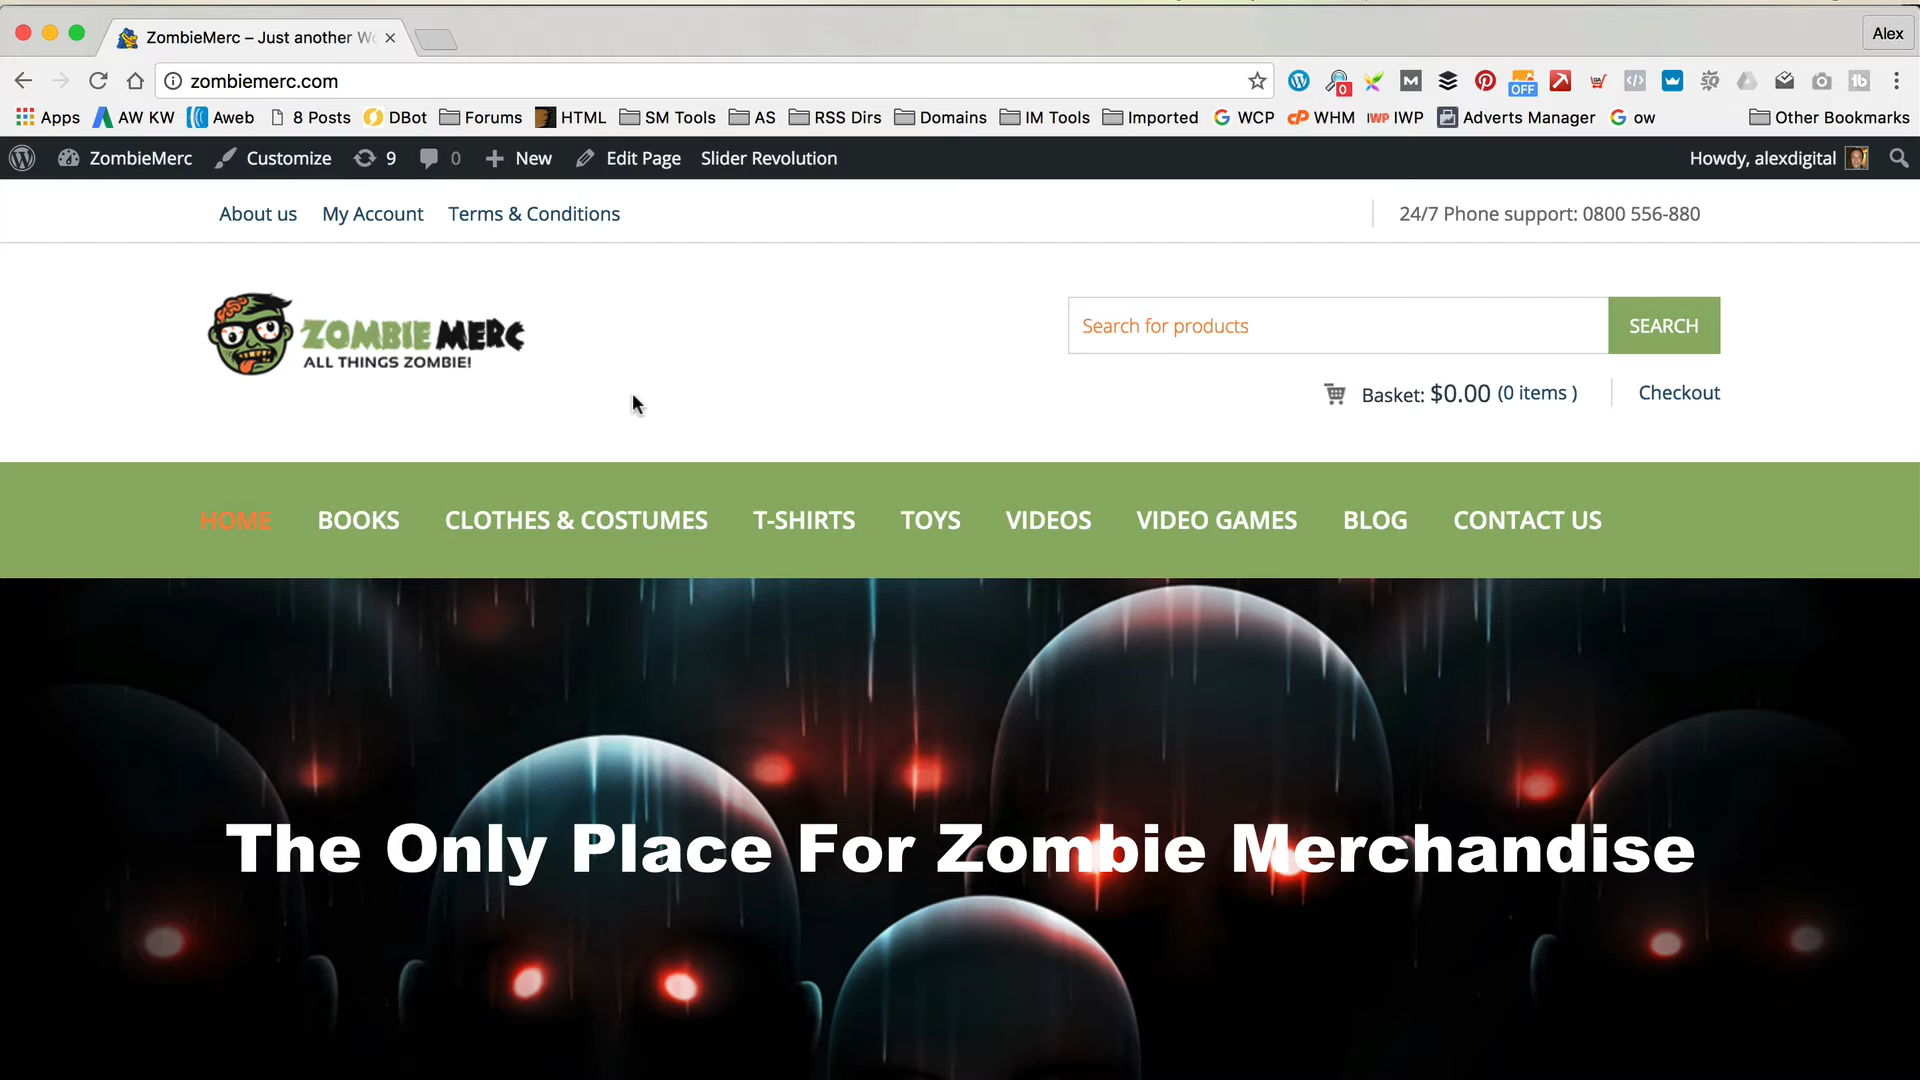 ZombieMerc – Just another Wo
Alex
zombiemerc.com
0
OFF
Apps AW KW Aweb 8 Posts DBot Forums HTML SM Tools AS RSS Dirs Domains IM Tools Imported WCP WHM IWP IWP Adverts Manager ow Other Bookmarks
ZombieMerc Customize 9 0 New Edit Page Slider Revolution Howdy, alexdigital
About us My Account Terms & Conditions 24/7 Phone support: 0800 556-880
ZOMBIE MERC
ALL THINGS ZOMBIE!
Search for products SEARCH
Basket: $0.00 (0 items ) Checkout
HOME BOOKS CLOTHES & COSTUMES T-SHIRTS TOYS VIDEOS VIDEO GAMES BLOG CONTACT US
The Only Place For Zombie Merchandise